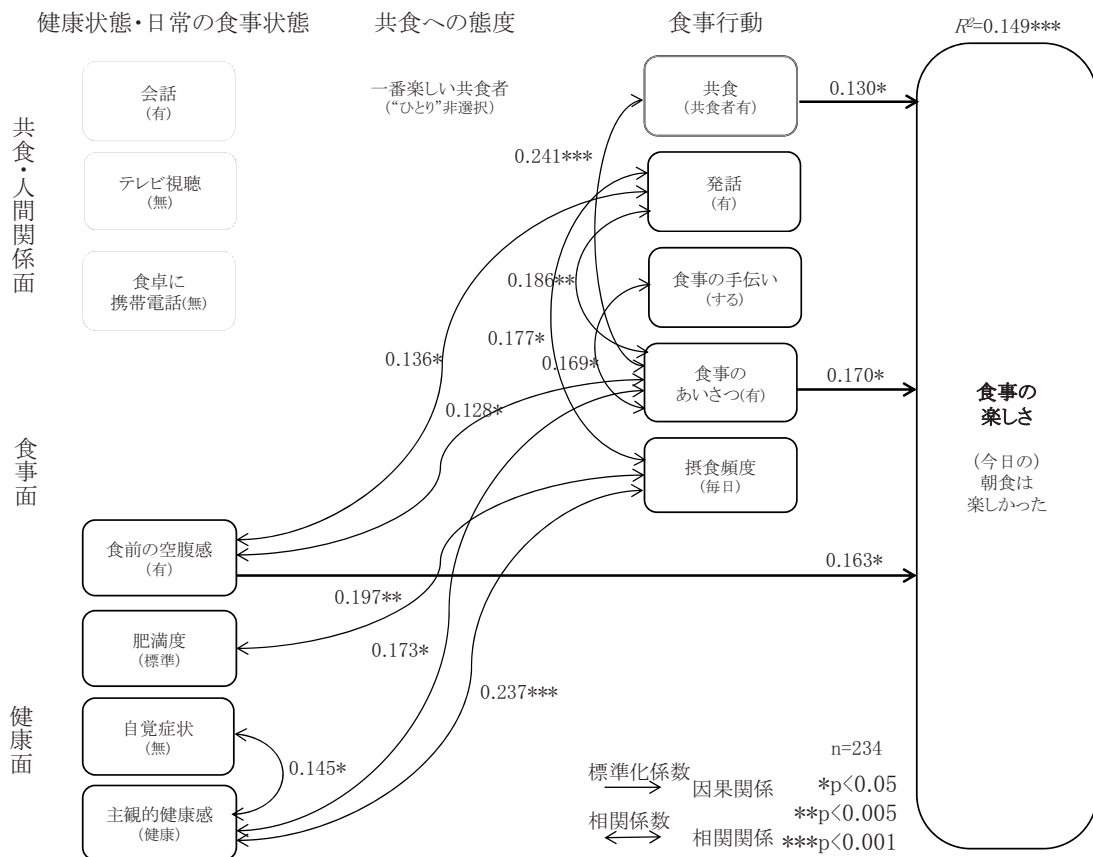 健康状態・日常の食事状態
共食への態度
食事行動
R²=0.149***
共食・人間関係面
食事面
健康面
会話
(有)
テレビ視聴
(無)
食卓に
携帯電話(無)
食前の空腹感
(有)
肥満度
(標準)
自覚症状
(無)
主観的健康感
(健康)
一番楽しい共食者
(“ひとり”非選択)
共食
(共食者有)
発話
(有)
食事の手伝い
(する)
食事の
あいさつ(有)
摂食頻度
(毎日)
0.241***
0.186**
0.177*
0.169*
0.136*
0.128*
0.197**
0.173*
0.237***
0.145*
0.130*
0.170*
0.163*
食事の
楽しさ
(今日の)
朝食は
楽しかった
n=234
標準化係数
因果関係
相関係数
相関関係
*p<0.05
**p<0.005
***p<0.001